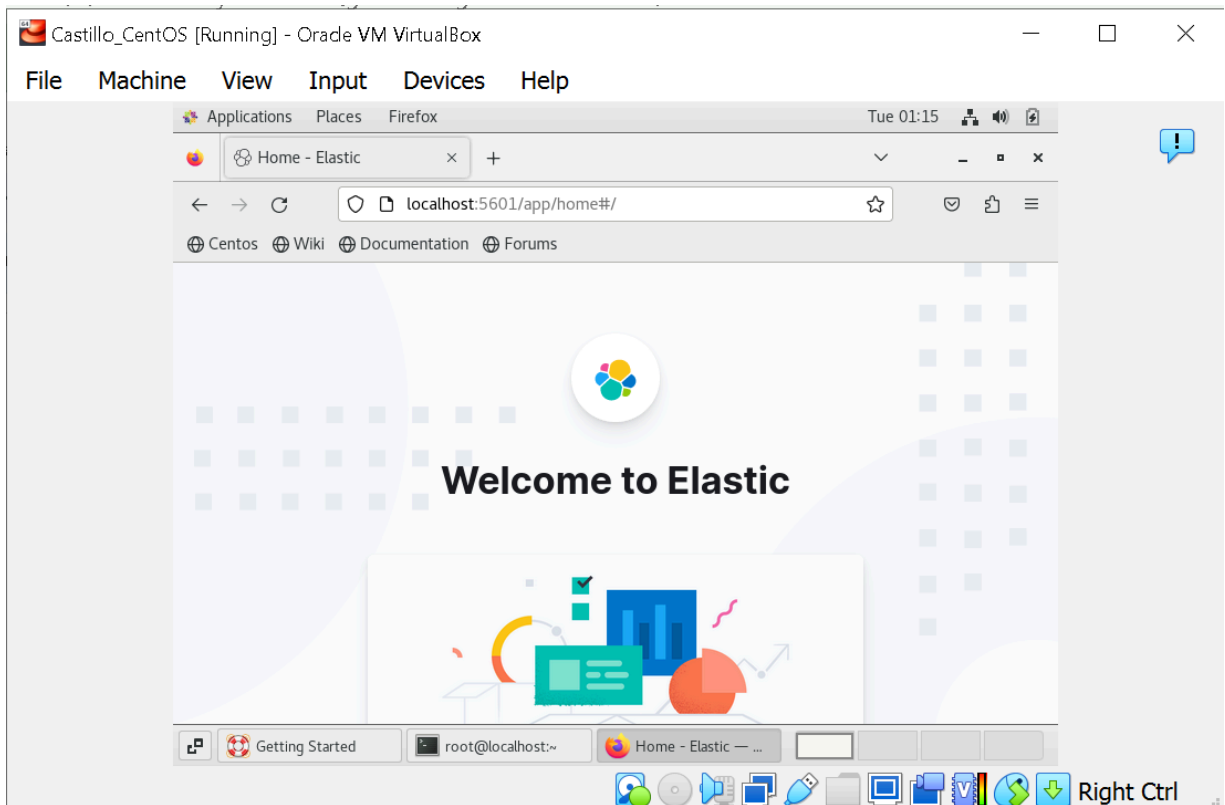 Castillo_CentOS [Running] - Oracle VM VirtualBox
File Machine View Input Devices Help
Applications Places Firefox Tue 01:15
Home - Elastic
localhost:5601/app/home#/
Centos Wiki Documentation Forums
Welcome to Elastic
Getting Started root@localhost:~ Home - Elastic — ...
Right Ctrl